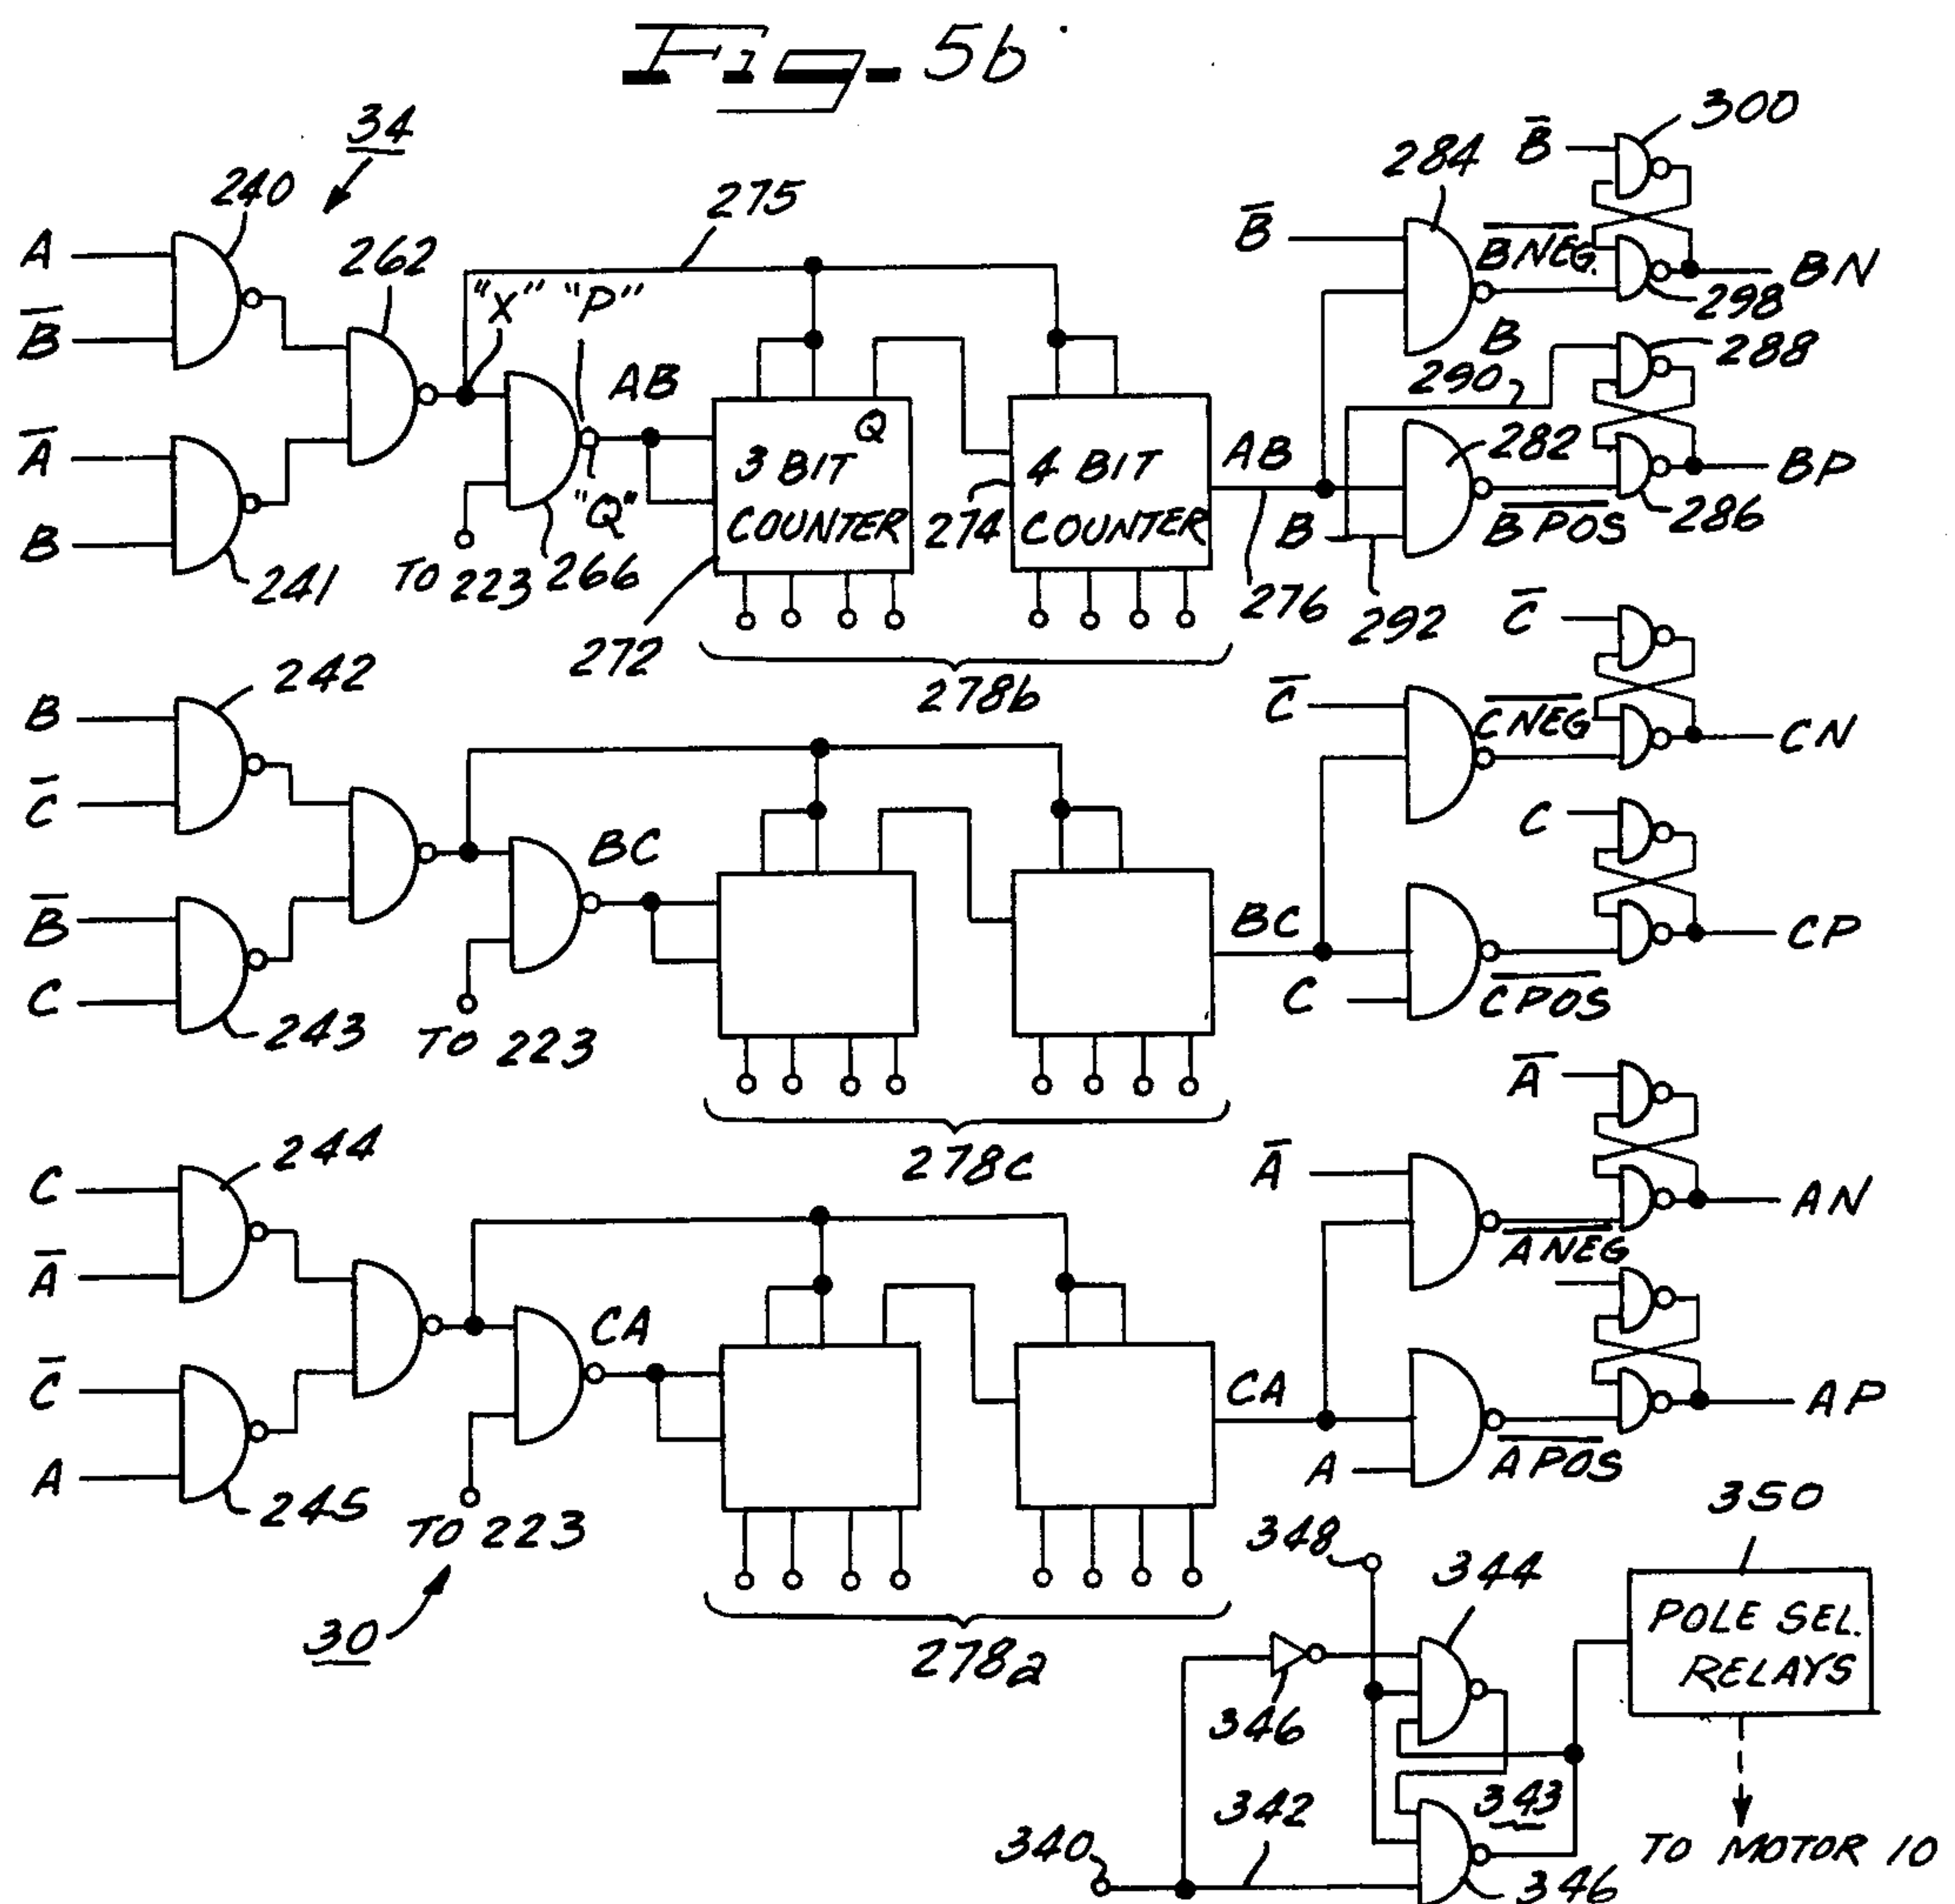 Fig. 5b
34
300
240
275
284
B̅
A
262
B̅
B̅NEG.
BN
"X" "P"
298
B̅
AB
B
288
290
Q
282
A̅
3 BIT
COUNTER
4 BIT
COUNTER
AB
BP
"Q"
274
B
B̅POS
286
B
241
TO 223
266
276
292
C̅
272
278b
242
B
C̅
CNEG
CN
C̅
BC
C
B̅
BC
CP
C
C
CPOS
243
TO 223
A̅
278c
244
C
A̅
AN
A̅
ANEG
CA
C̅
CA
AP
A
A
APOS
245
TO 223
350
348
344
30
278a
POLE SEL.
RELAYS
346
342
343
340
TO MOTOR 10
346